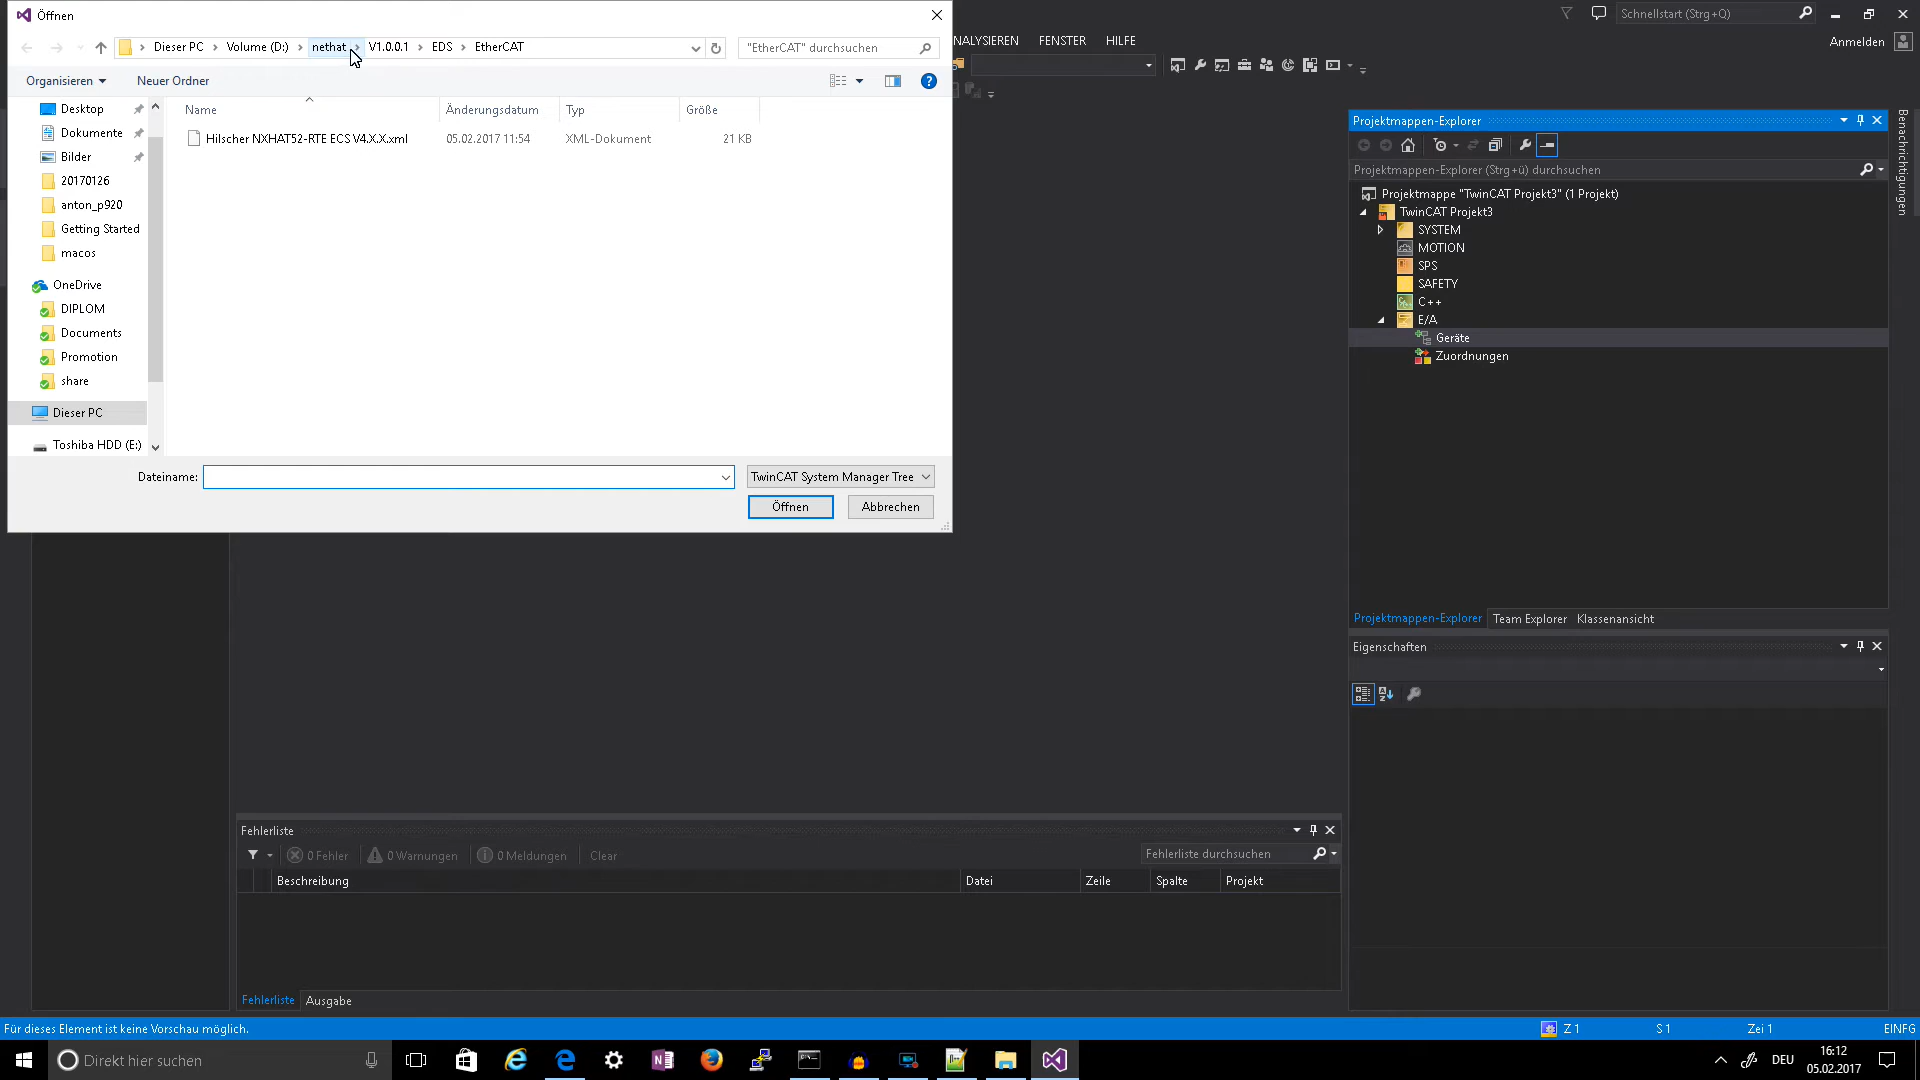 Öffnen
Dieser PC
Volume (D:)
nethat
V1.0.0.1
EDS
EtherCAT
"EtherCAT" durchsuchen
Organisieren
Neuer Ordner
Desktop
Dokumente
Bilder
20170126
anton_p920
Getting Started
macos
OneDrive
DIPLOM
Documents
Promotion
share
Dieser PC
Toshiba HDD (E:)
Name Änderungsdatum Typ Größe
Hilscher NXHAT52-RTE ECS V4.X.X.xml 05.02.2017 11:54 XML-Dokument 21 KB
Dateiname:
TwinCAT System Manager Tree
Öffnen Abbrechen
Schnellstart (Strg+Q)
NALYSIEREN FENSTER HILFE
Anmelden
Benachrichtigungen
Projektmappen-Explorer
Projektmappen-Explorer (Strg+ü) durchsuchen
Projektmappe "TwinCAT Projekt3" (1 Projekt)
TwinCAT Projekt3
SYSTEM
MOTION
SPS
SAFETY
C++
E/A
Geräte
Zuordnungen
Projektmappen-Explorer Team Explorer Klassenansicht
Eigenschaften
Fehlerliste
0 Fehler 0 Warnungen 0 Meldungen Clear
Fehlerliste durchsuchen
Beschreibung Datei Zeile Spalte Projekt
Fehlerliste Ausgabe
Für dieses Element ist keine Vorschau möglich.
Z 1 S 1 Zei 1 EINFG
Direkt hier suchen
DEU
16:12
05.02.2017